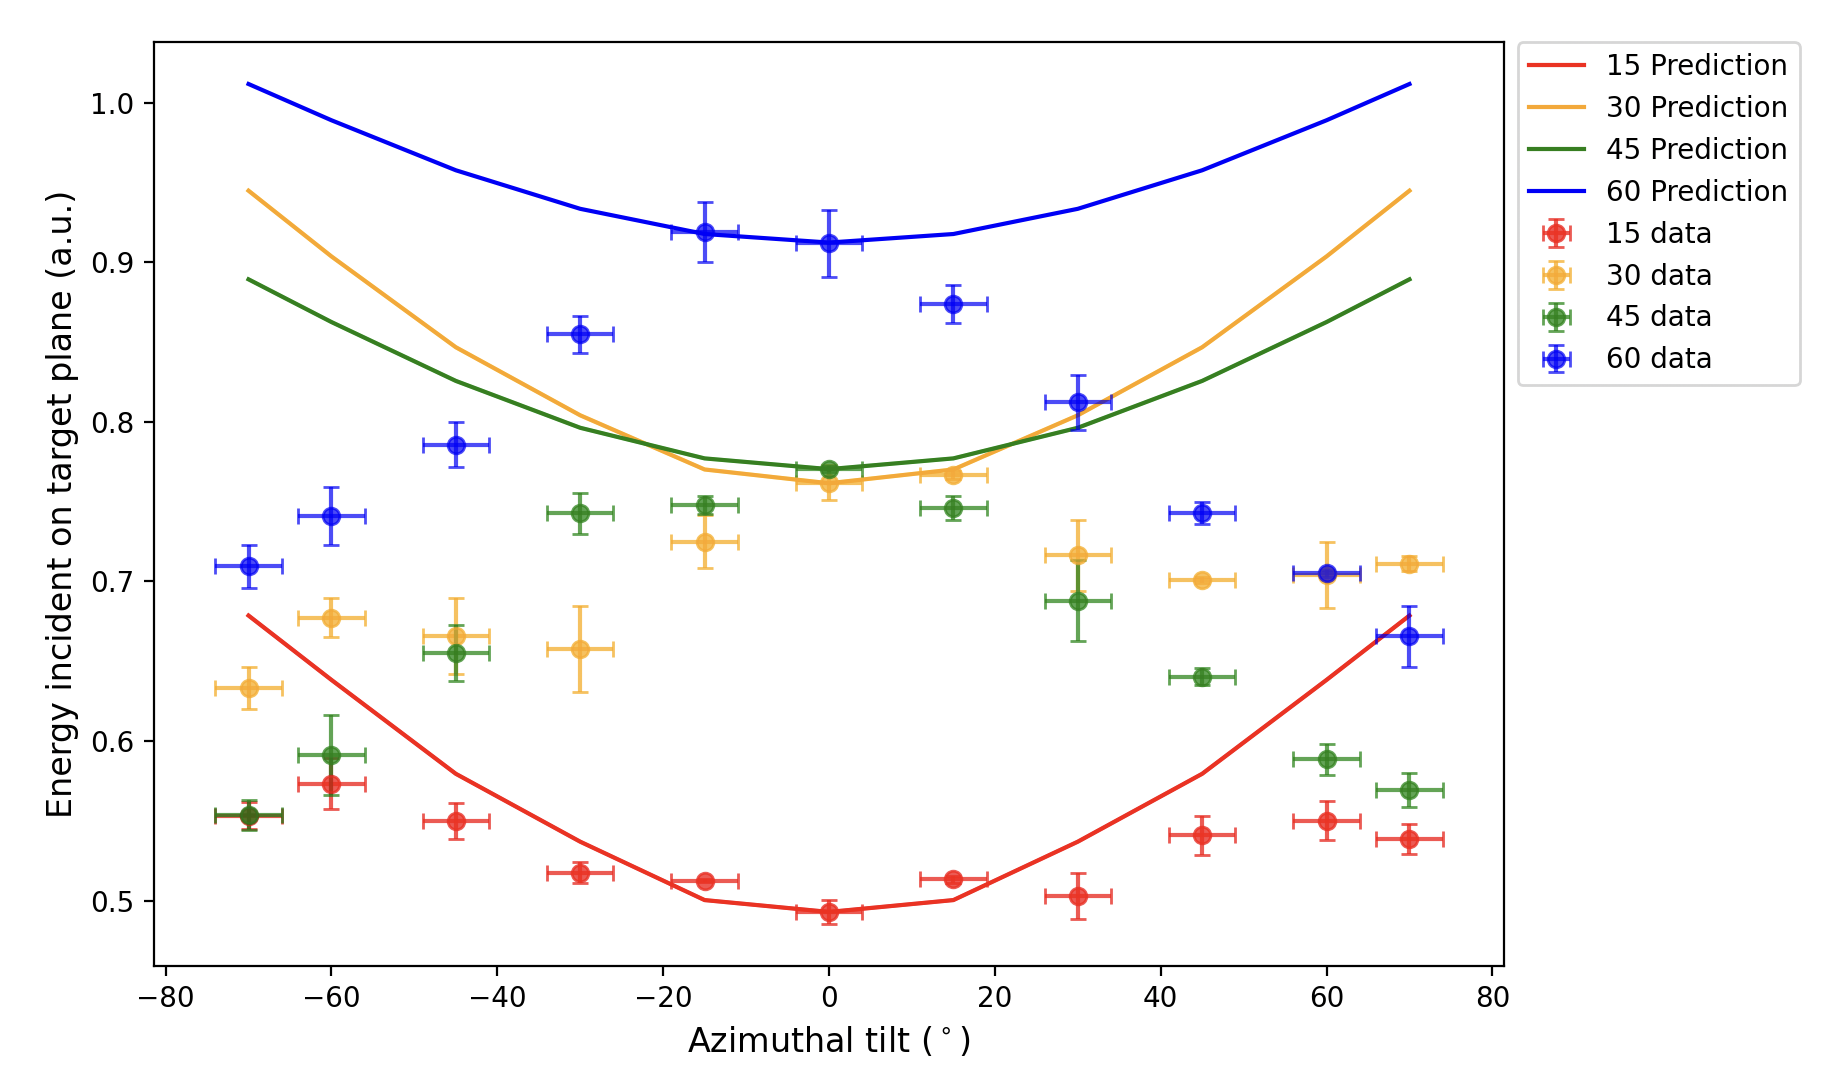 1.0
0.9
0.8
0.7
0.6
0.5
Energy incident on target plane (a.u.)
−80 −60 −40 −20 0 20 40 60 80
Azimuthal tilt (°)
15 Prediction
30 Prediction
45 Prediction
60 Prediction
15 data
30 data
45 data
60 data